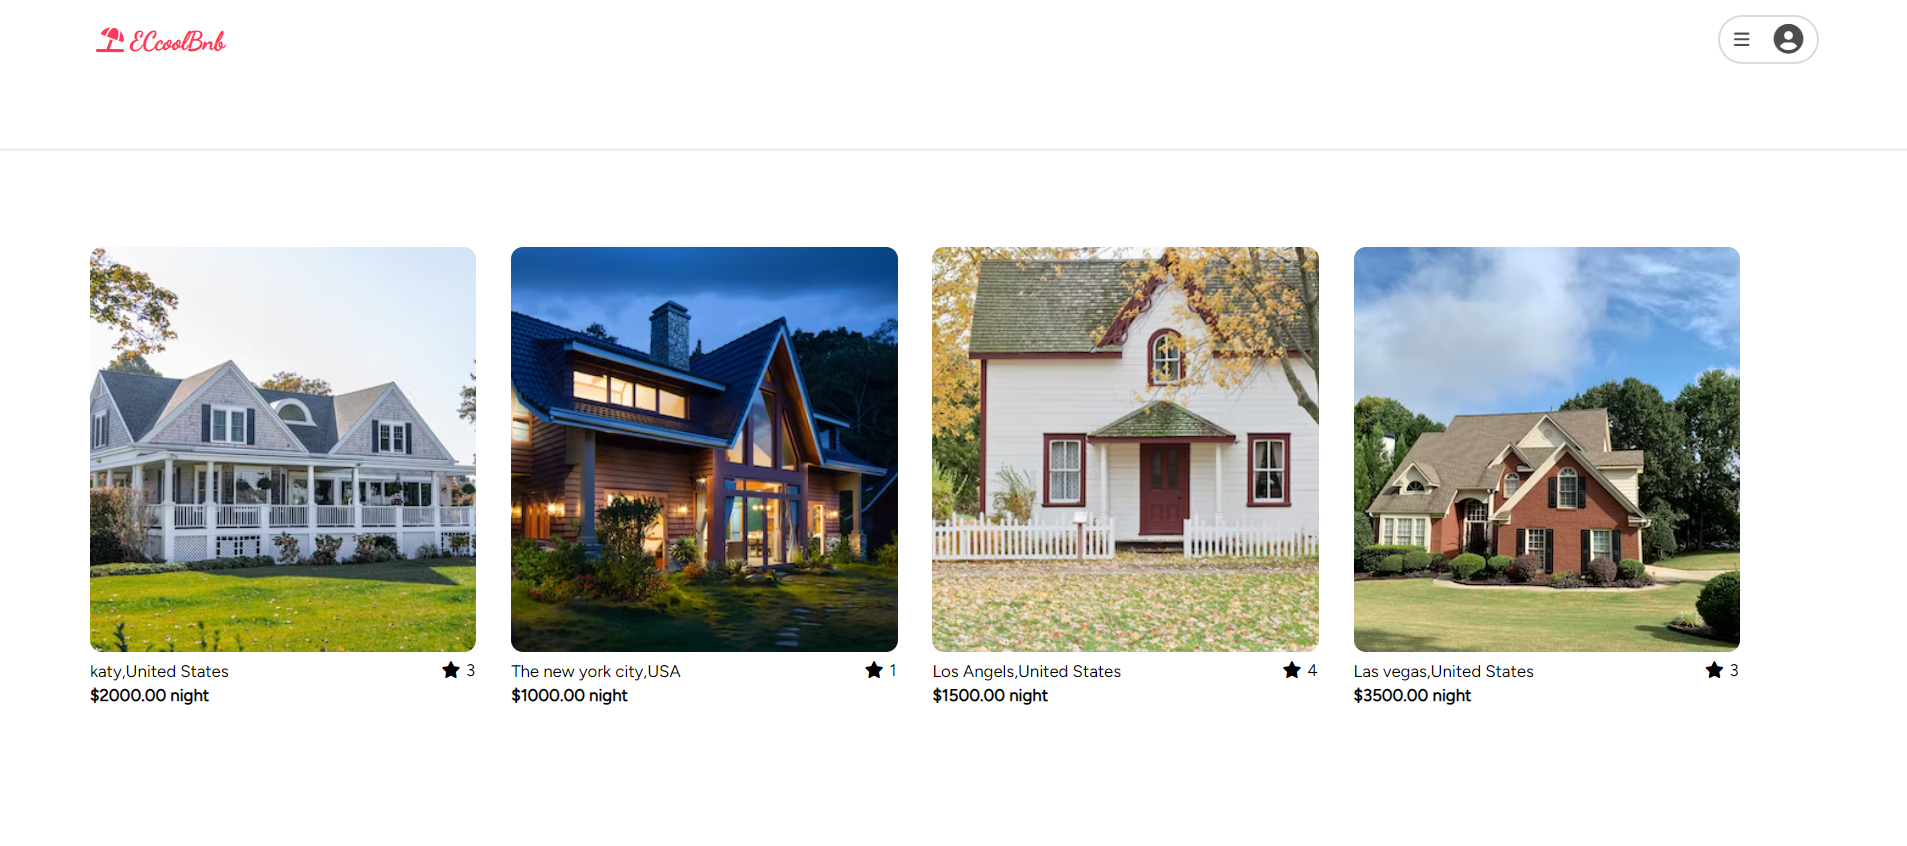 ECcoolBnb
katy,United States
3
$2000.00 night
The new york city,USA
1
$1000.00 night
Los Angels,United States
4
$1500.00 night
Las vegas,United States
3
$3500.00 night